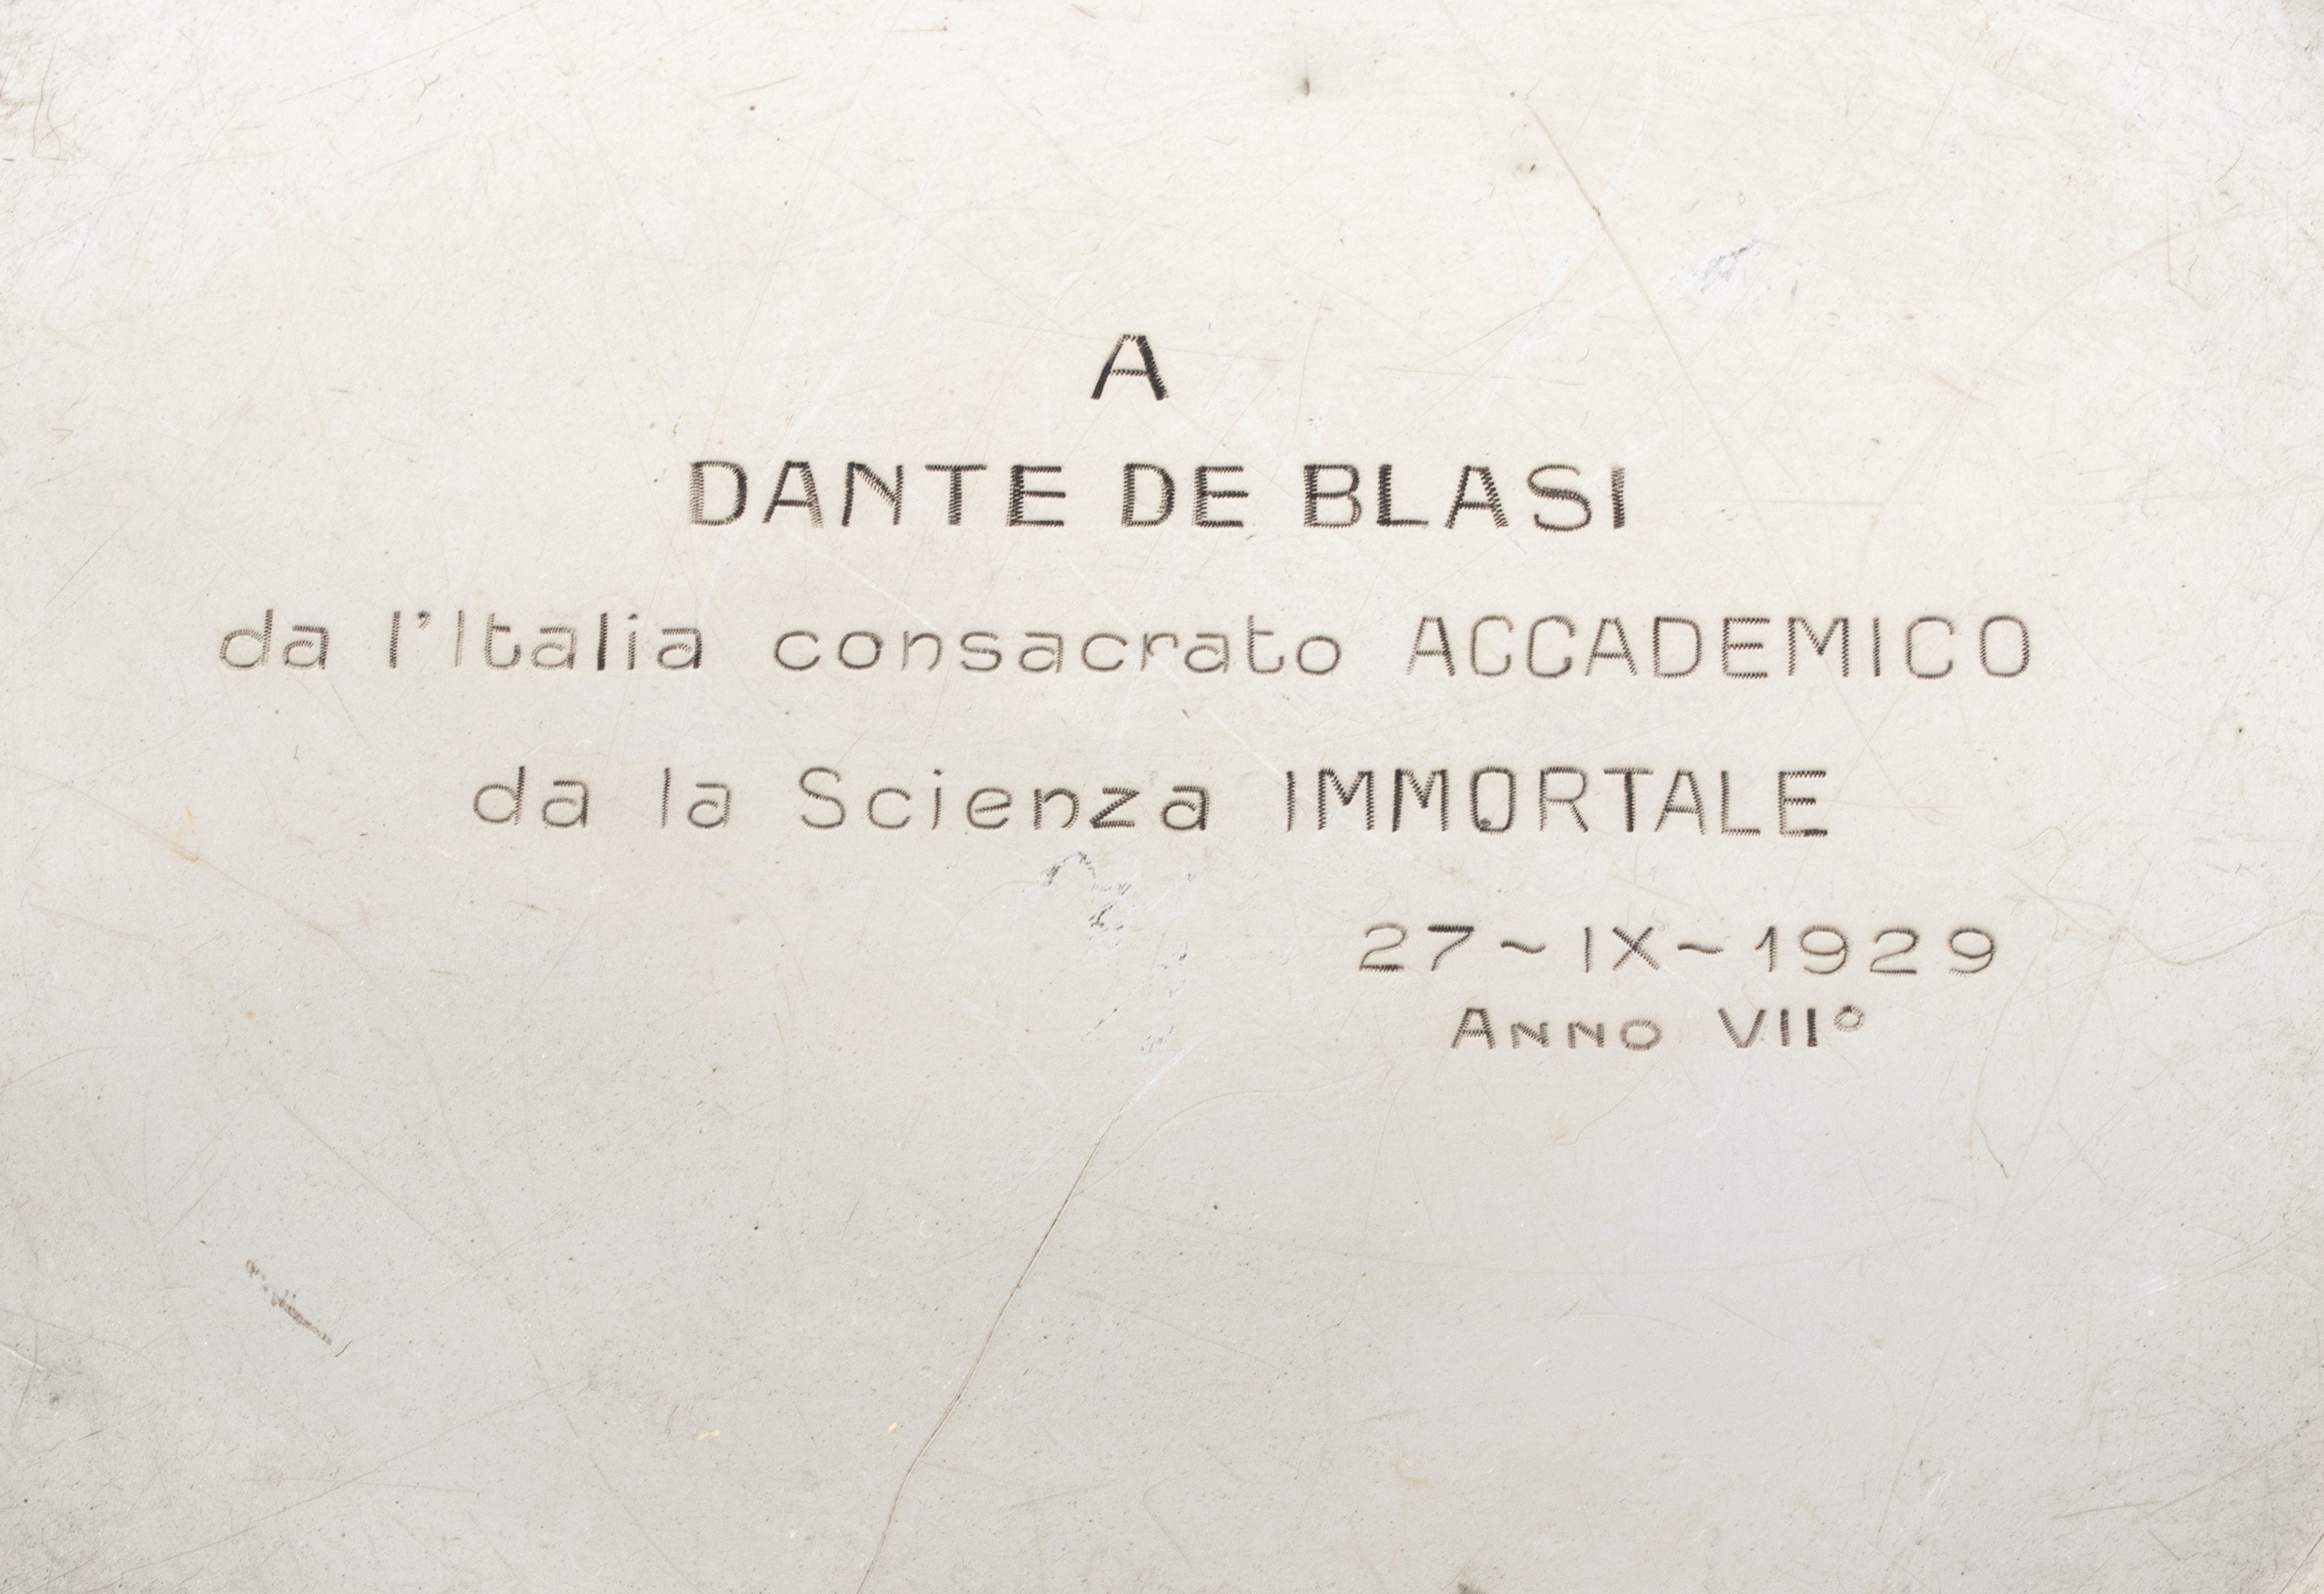 A
DANTE DE BLASI
da l'Italia consacrato ACCADEMICO
da la Scienza IMMORTALE
27~IX~1929
Anno VII°